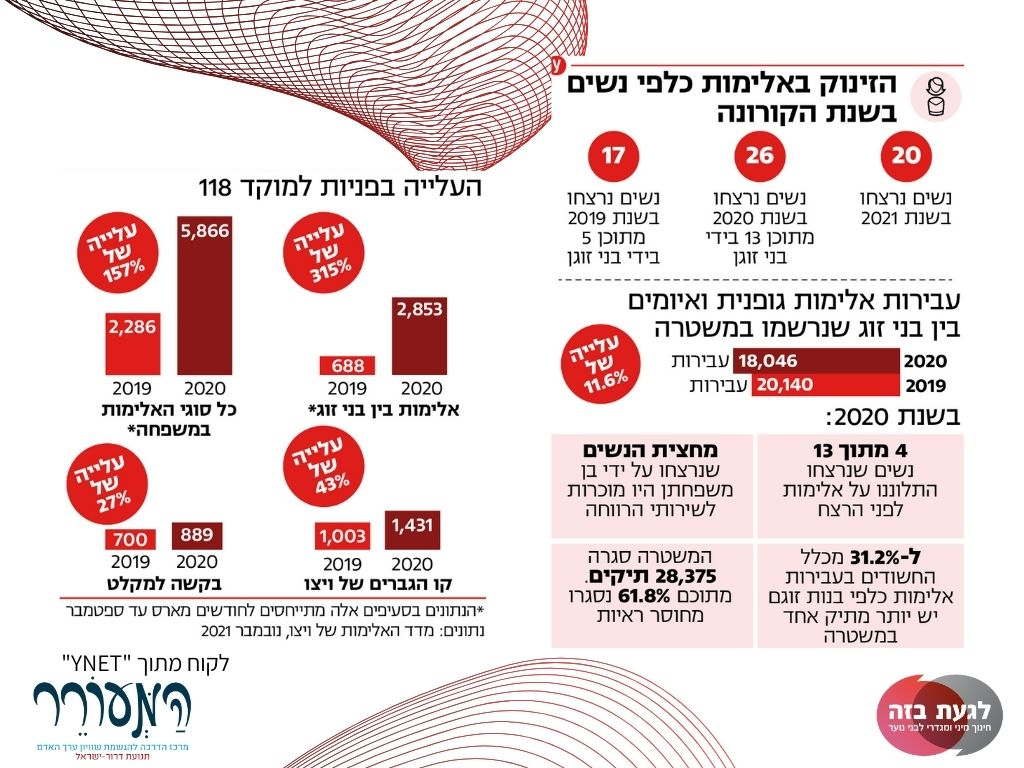 y
הזינוק באלימות כלפי נשים
בשנת הקורונה
20
נשים נרצחו
בשנת 2021
26
נשים נרצחו
בשנת 2020
מתוכן 13 בידי
בני זוגן
17
נשים נרצחו
בשנת 2019
מתוכן 5
בידי בני זוגן
עבירות אלימות גופנית ואיומים
בין בני זוג שנרשמו במשטרה
2020
18,046 עבירות
2019
20,140 עבירות
עלייה
של
11.6%
בשנת 2020:
4 מתוך 13
נשים שנרצחו
התלוננו על אלימות
לפני הרצח
מחצית הנשים
שנרצחו על ידי בן
משפחתן היו מוכרות
לשירותי הרווחה
ל-31.2% מכלל
החשודים בעבירות
אלימות כלפי בנות זוגם
יש יותר מתיק אחד
במשטרה
המשטרה סגרה
28,375 תיקים.
מתוכם 61.8% נסגרו
מחוסר ראיות
העלייה בפניות למוקד 118
עלייה
של
315%
2,853
688
2020
2019
אלימות בין בני זוג*
עלייה
של
157%
5,866
2,286
2020
2019
כל סוגי האלימות
במשפחה*
עלייה
של
43%
1,431
1,003
2020
2019
קו הגברים של ויצו
עלייה
של
27%
889
700
2020
2019
בקשה למקלט
*הנתונים בסעיפים אלה מתייחסים לחודשים מארס עד ספטמבר
נתונים: מדד האלימות של ויצו, נובמבר 2021
לקוח מתוך "YNET"
הַמְּעוֹרֵר
מרכז הדרכה להגשמת שוויון ערך האדם
תנועת דרור-ישראל
לגעת בזה
חינוך מיני ומגדרי לבני נוער